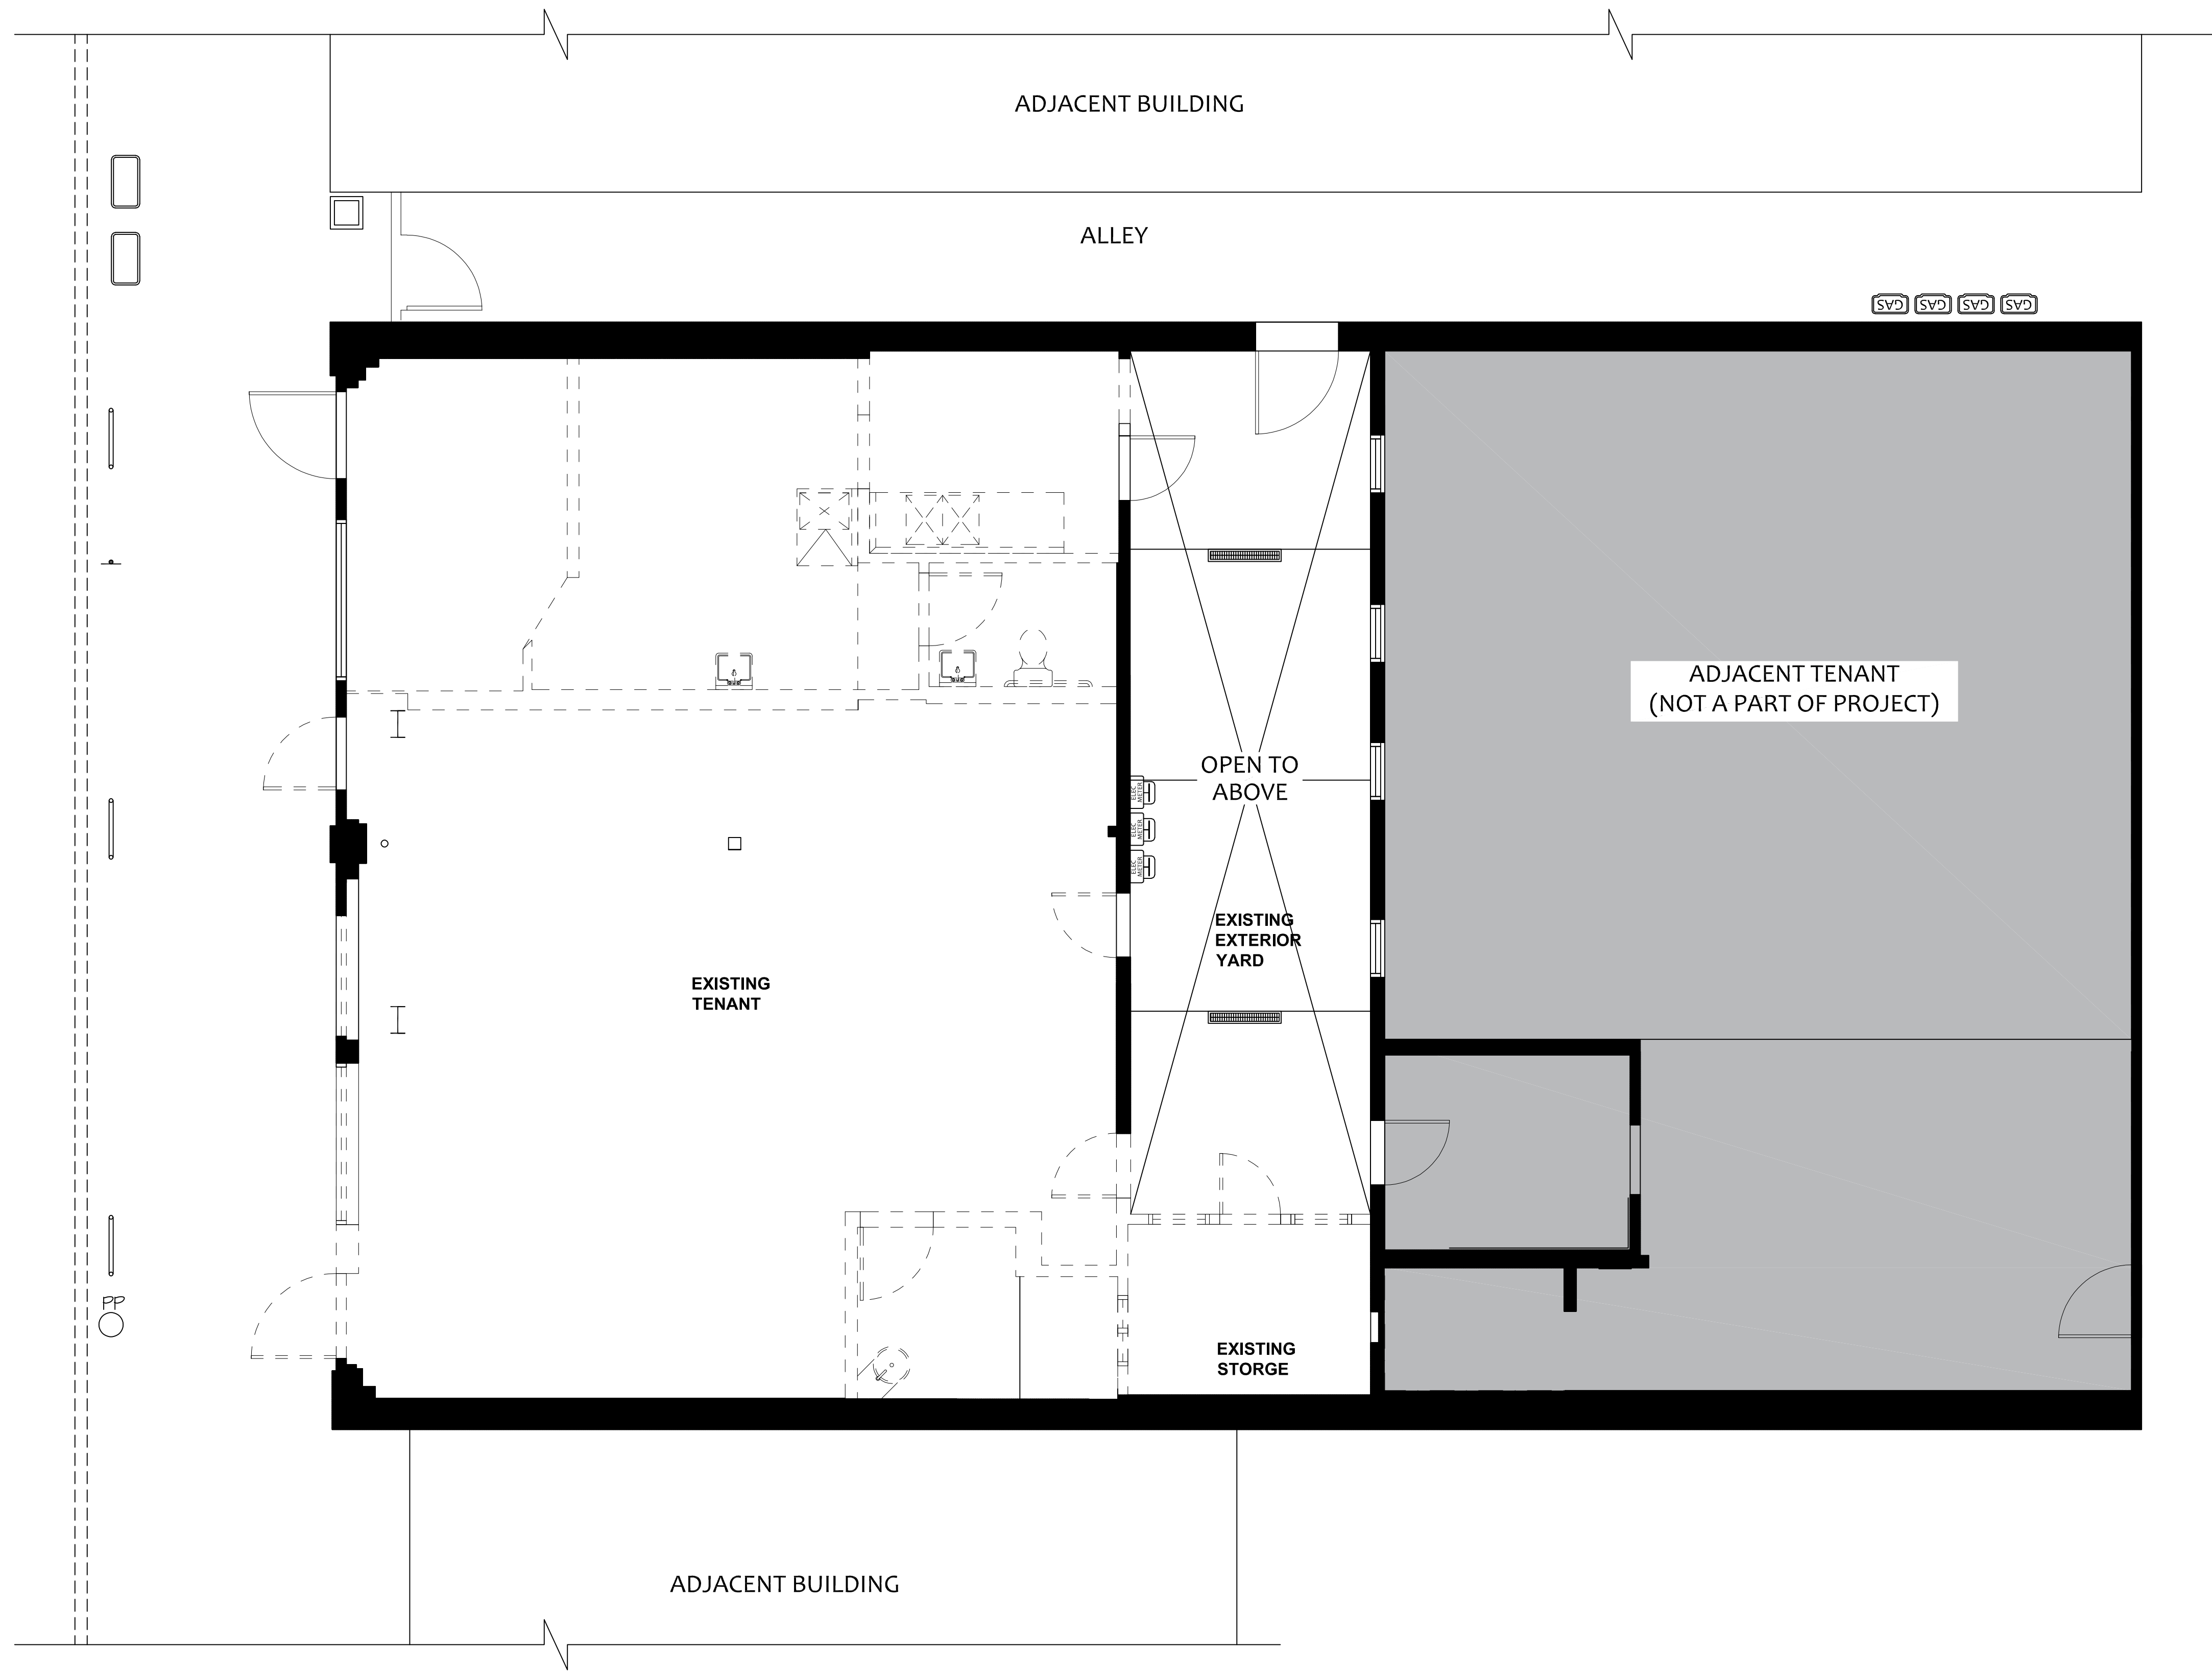 ADJACENT BUILDING
ALLEY
GAS GAS GAS GAS
ADJACENT TENANT
(NOT A PART OF PROJECT)
OPEN TO
ABOVE
ELEC
METER
ELEC
METER
ELEC
METER
EXISTING
EXTERIOR
YARD
EXISTING
TENANT
PP
EXISTING
STORGE
ADJACENT BUILDING